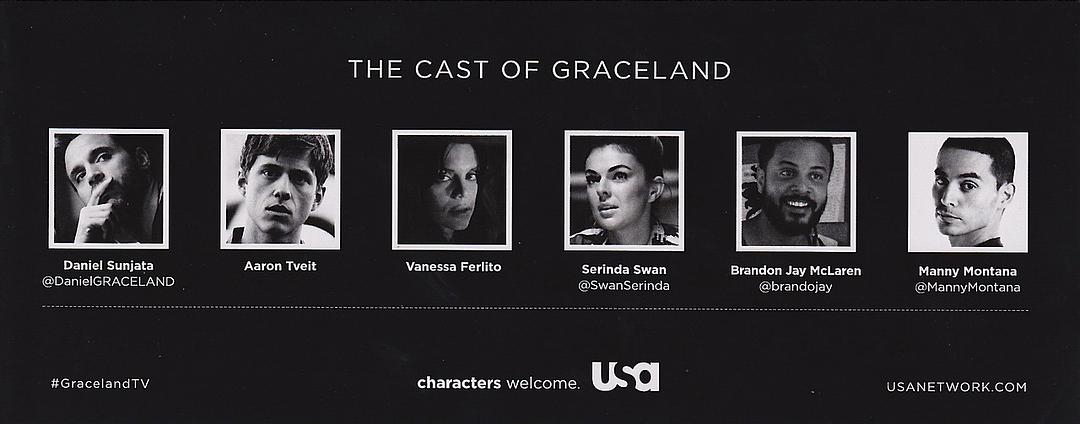 THE CAST OF GRACELAND
Daniel Sunjata
@DanielGRACELAND
Aaron Tveit
Vanessa Ferlito
Serinda Swan
@SwanSerinda
Brandon Jay McLaren
@brandojay
Manny Montana
@MannyMontana
#GracelandTV
characters welcome. usa
USANETWORK.COM